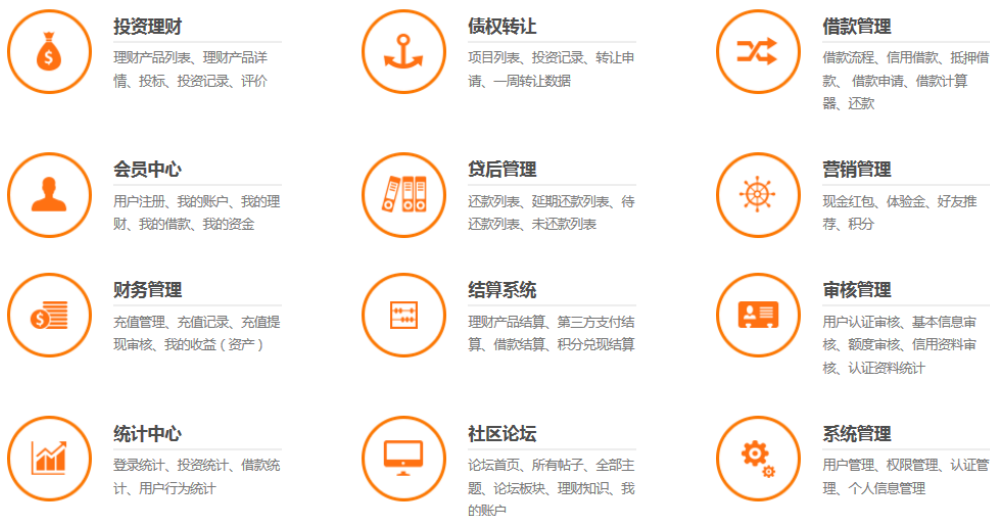 投资理财
理财产品列表、理财产品详
情、投标、投资记录、评价
债权转让
项目列表、投资记录、转让申
请、一周转让数据
借款管理
借款流程、信用借款、抵押借
款、 借款申请、借款计算
器、还款
会员中心
用户注册、我的账户、我的理
财、我的借款、我的资金
贷后管理
还款列表、延期还款列表、待
还款列表、未还款列表
营销管理
现金红包、体验金、好友推
荐、积分
财务管理
充值管理、充值记录、充值提
现审核、我的收益（资产）
结算系统
理财产品结算、第三方支付结
算、借款结算、积分兑现结算
审核管理
用户认证审核、基本信息审
核、额度审核、信用资料审
核、认证资料统计
统计中心
登录统计、投资统计、借款统
计、用户行为统计
社区论坛
论坛首页、所有帖子、全部主
题、论坛板块、理财知识、我
的账户
系统管理
用户管理、权限管理、认证管
理、个人信息管理